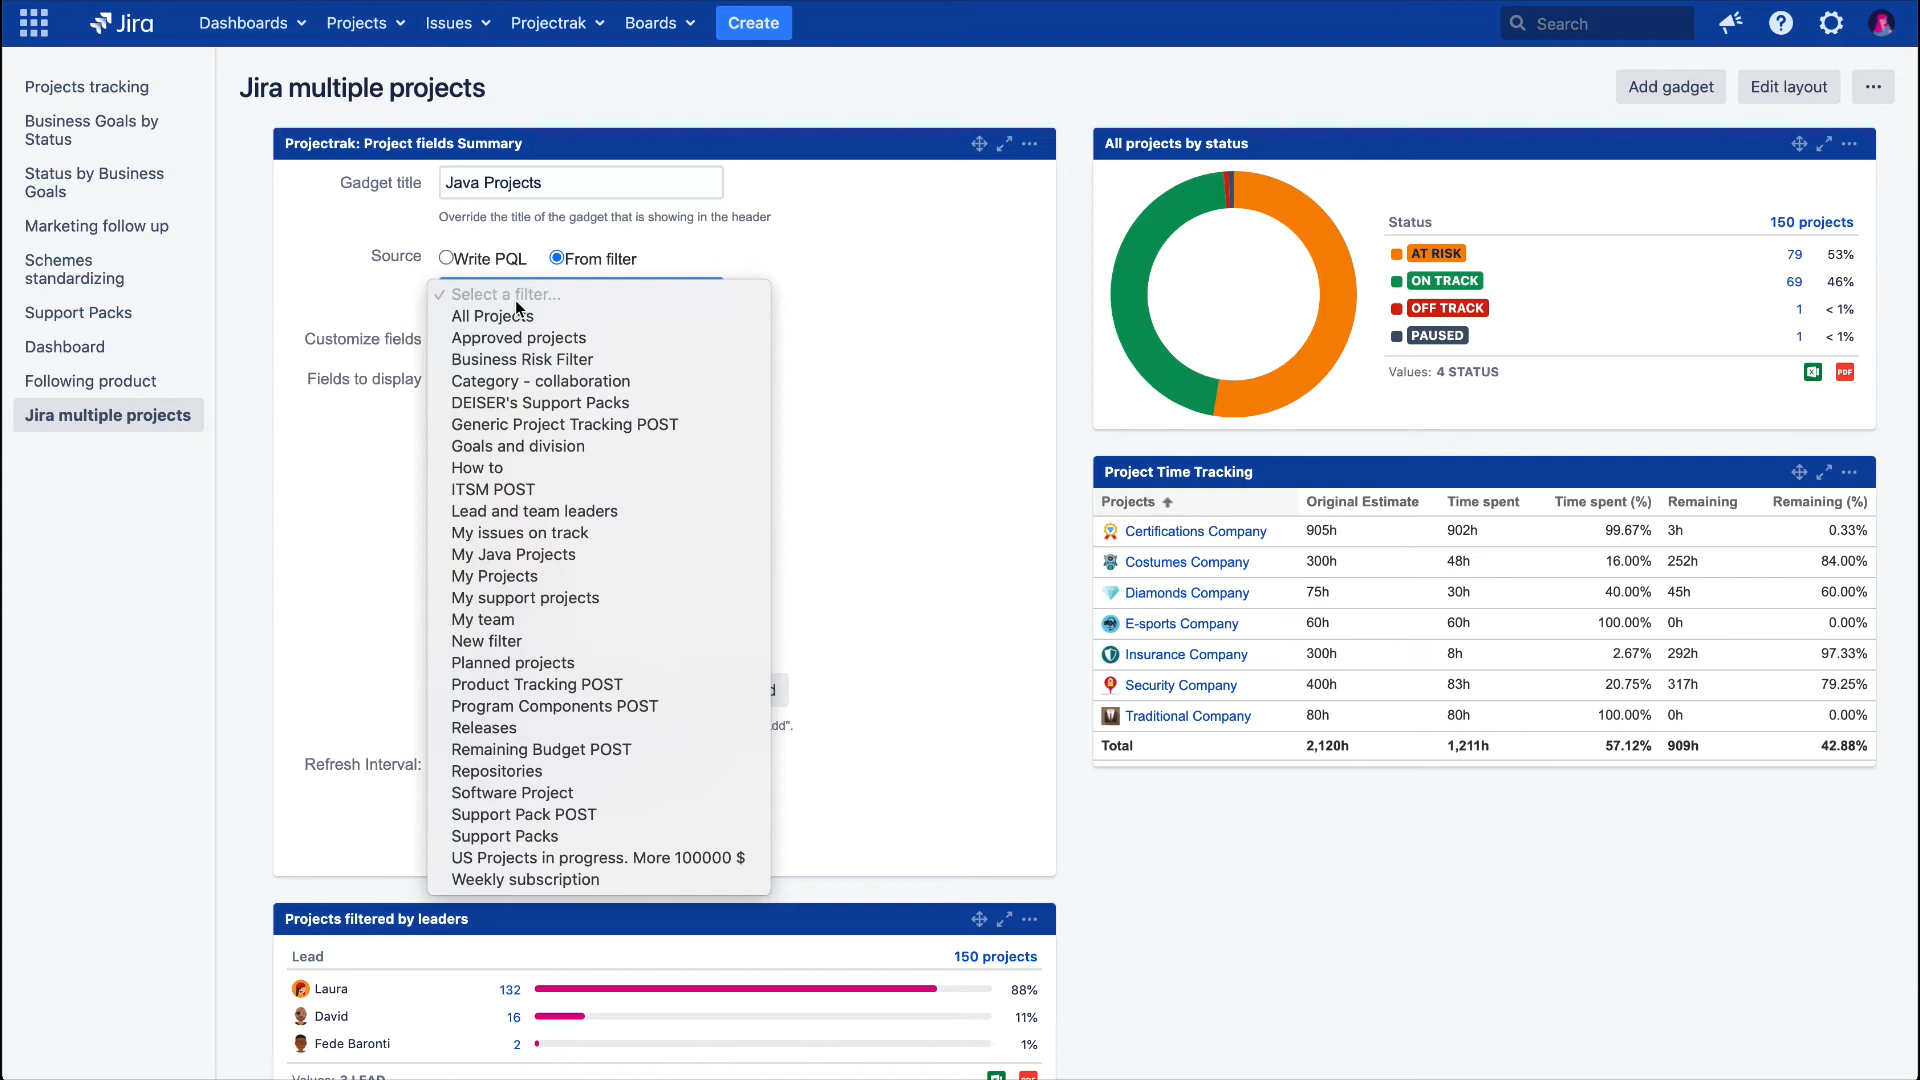 Jira
Dashboards
Projects
Issues
Projectrak
Boards
Create
Search
Projects tracking
Business Goals by
Status
Status by Business
Goals
Marketing follow up
Schemes
standardizing
Support Packs
Dashboard
Following product
Jira multiple projects
Jira multiple projects
Add gadget
Edit layout
Projectrak: Project fields Summary
Gadget title
Java Projects
Override the title of the gadget that is showing in the header
Source
Write PQL
From filter
Customize fields
Fields to display
Refresh Interval:
Select a filter...
All Projects
Approved projects
Business Risk Filter
Category - collaboration
DEISER's Support Packs
Generic Project Tracking POST
Goals and division
How to
ITSM POST
Lead and team leaders
My issues on track
My Java Projects
My Projects
My support projects
My team
New filter
Planned projects
Product Tracking POST
Program Components POST
Releases
Remaining Budget POST
Repositories
Software Project
Support Pack POST
Support Packs
US Projects in progress. More 100000 $
Weekly subscription
Projects filtered by leaders
Lead 150 projects
Laura 132 88%
David 16 11%
Fede Baronti 2 1%
All projects by status
Status 150 projects
AT RISK 79 53%
ON TRACK 69 46%
OFF TRACK 1 < 1%
PAUSED 1 < 1%
Values: 4 STATUS
PDF
Project Time Tracking
Projects Original Estimate Time spent Time spent (%) Remaining Remaining (%)
Certifications Company 905h 902h 99.67% 3h 0.33%
Costumes Company 300h 48h 16.00% 252h 84.00%
Diamonds Company 75h 30h 40.00% 45h 60.00%
E-sports Company 60h 60h 100.00% 0h 0.00%
Insurance Company 300h 8h 2.67% 292h 97.33%
Security Company 400h 83h 20.75% 317h 79.25%
Traditional Company 80h 80h 100.00% 0h 0.00%
Total 2,120h 1,211h 57.12% 909h 42.88%